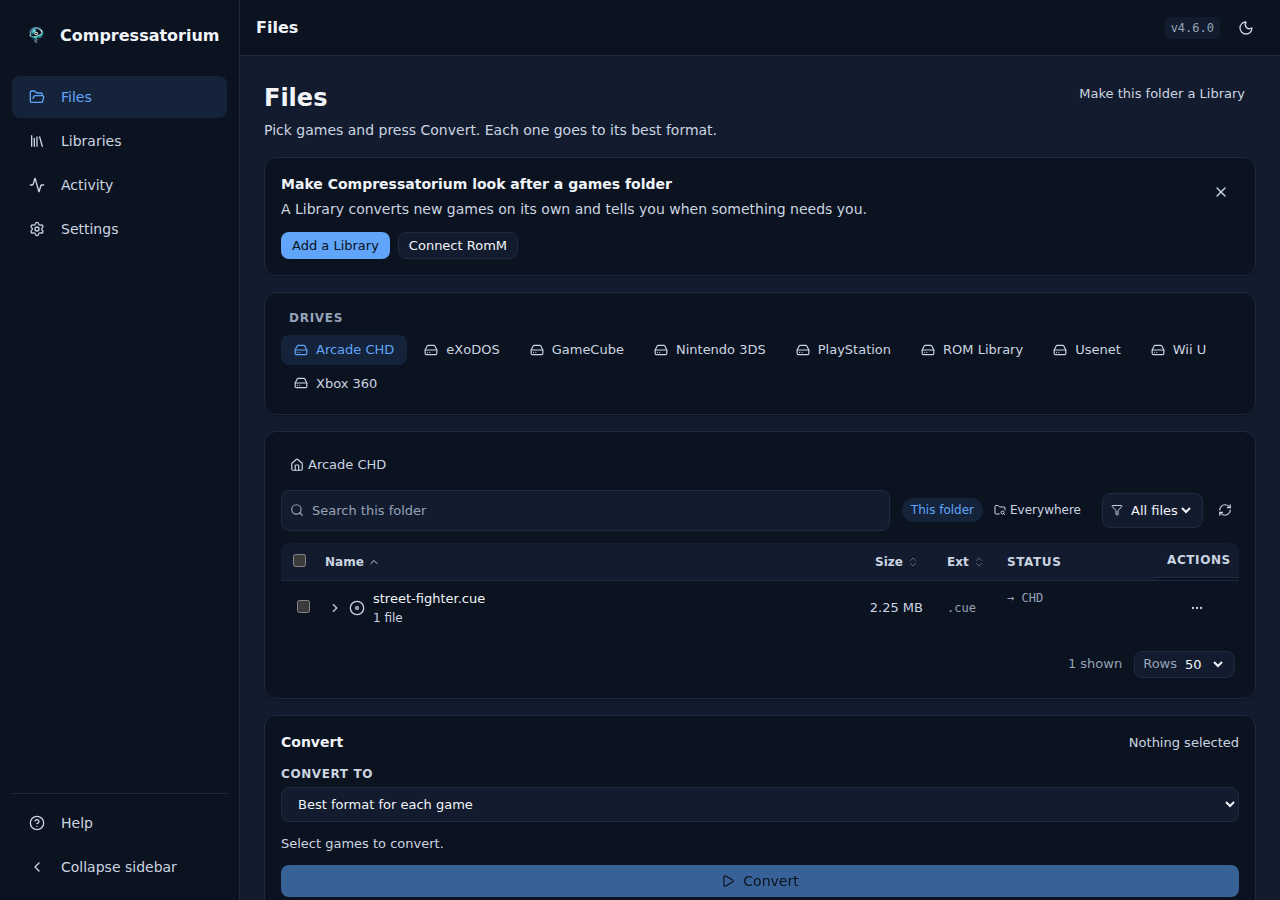 Compressatorium
Files
Libraries
Activity
Settings
Help
Collapse sidebar
Files
v4.6.0
Files
Make this folder a Library
Pick games and press Convert. Each one goes to its best format.
Make Compressatorium look after a games folder
A Library converts new games on its own and tells you when something needs you.
Add a Library
Connect RomM
DRIVES
Arcade CHD
eXoDOS
GameCube
Nintendo 3DS
PlayStation
ROM Library
Usenet
Wii U
Xbox 360
Arcade CHD
Search this folder
This folder
Everywhere
All files
Name
Size
Ext
STATUS
ACTIONS
street-fighter.cue
1 file
2.25 MB
.cue
→ CHD
1 shown
Rows 50
Convert
Nothing selected
CONVERT TO
Best format for each game
Select games to convert.
Convert